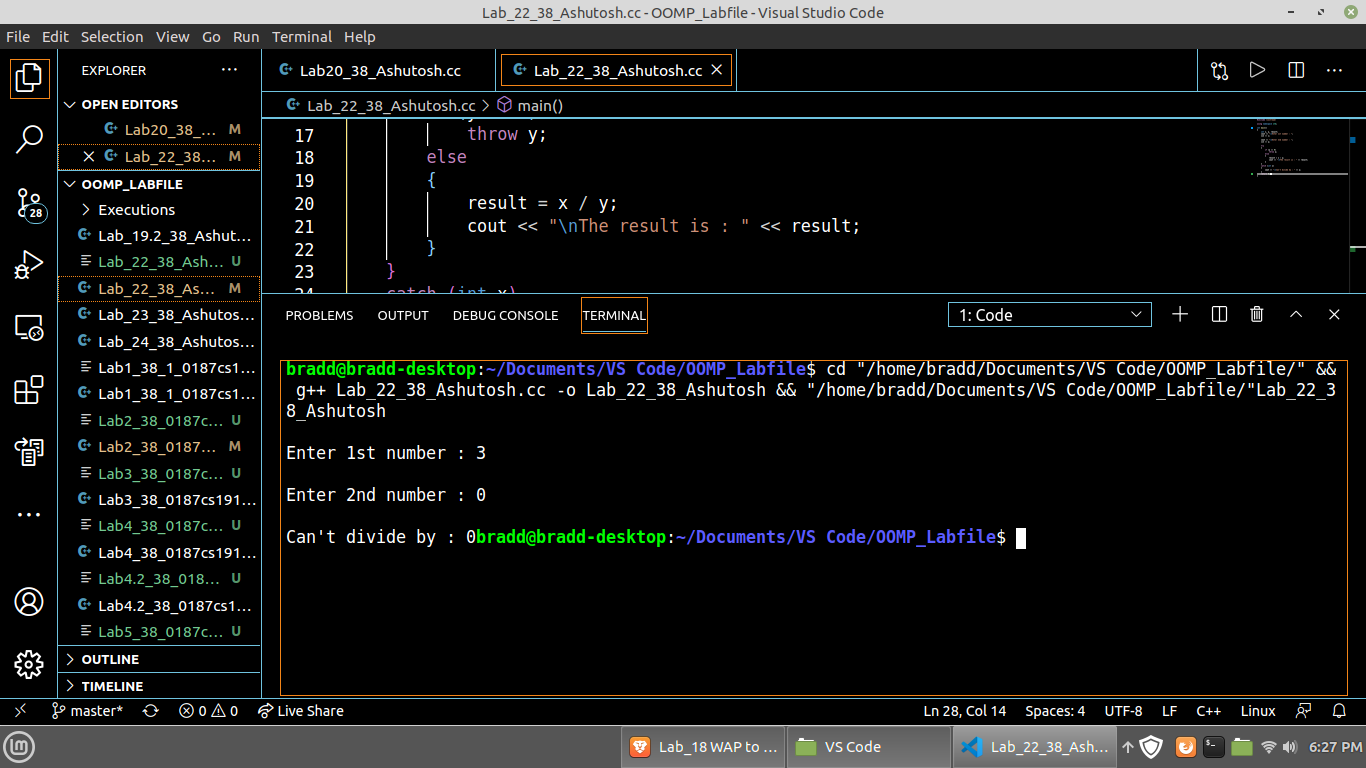 Lab_22_38_Ashutosh.cc - OOMP_Labfile - Visual Studio Code
File Edit Selection View Go Run Terminal Help
EXPLORER
OPEN EDITORS
Lab20_38_... M
Lab_22_38... M
OOMP_LABFILE
Executions
Lab_19.2_38_Ashut...
Lab_22_38_Ash... U
Lab_22_38_As... M
Lab_23_38_Ashutos...
Lab_24_38_Ashutos...
Lab1_38_1_0187cs1...
Lab1_38_1_0187cs1...
Lab2_38_0187c... U
Lab2_38_0187... M
Lab3_38_0187c... U
Lab3_38_0187cs191...
Lab4_38_0187c... U
Lab4_38_0187cs191...
Lab4.2_38_018... U
Lab4.2_38_0187cs1...
Lab5_38_0187c... U
OUTLINE
TIMELINE
28
Lab20_38_Ashutosh.cc
Lab_22_38_Ashutosh.cc
Lab_22_38_Ashutosh.cc > main()
17 throw y;
18 else
19 {
20 result = x / y;
21 cout << "\nThe result is : " << result;
22 }
23 }
24 catch (int x)
PROBLEMS OUTPUT DEBUG CONSOLE TERMINAL
1: Code
bradd@bradd-desktop:~/Documents/VS Code/OOMP_Labfile$ cd "/home/bradd/Documents/VS Code/OOMP_Labfile/" &&
g++ Lab_22_38_Ashutosh.cc -o Lab_22_38_Ashutosh && "/home/bradd/Documents/VS Code/OOMP_Labfile/"Lab_22_3
8_Ashutosh
Enter 1st number : 3
Enter 2nd number : 0
Can't divide by : 0bradd@bradd-desktop:~/Documents/VS Code/OOMP_Labfile$
master* 0 0 Live Share Ln 28, Col 14 Spaces: 4 UTF-8 LF C++ Linux
Lab_18 WAP to ... VS Code Lab_22_38_Ash... 6:27 PM